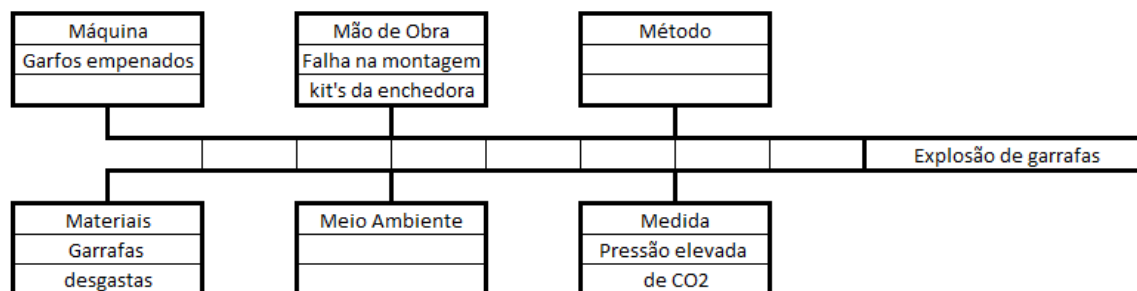 Máquina
Garfos empenados
Mão de Obra
Falha na montagem
kit's da enchedora
Método
Explosão de garrafas
Materiais
Garrafas
desgastas
Meio Ambiente
Medida
Pressão elevada
de CO2